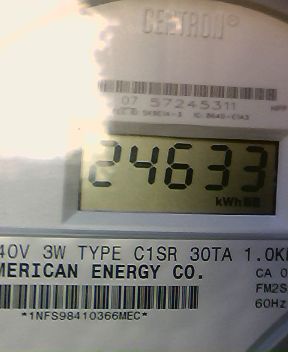 CENTRON®
07 57245311
24633
kWh
40V 3W TYPE C1SR 30TA 1.0K
MERICAN ENERGY CO.
CA 0
FM2S
60Hz
*1NFS98410366MEC*